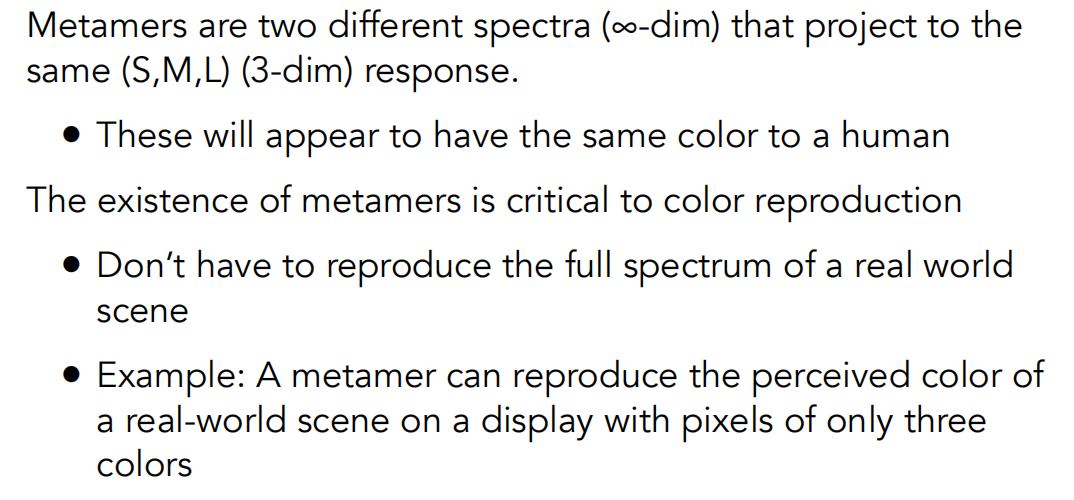 Metamers are two different spectra (∞-dim) that project to the
same (S,M,L) (3-dim) response.
• These will appear to have the same color to a human
The existence of metamers is critical to color reproduction
• Don’t have to reproduce the full spectrum of a real world
scene
• Example: A metamer can reproduce the perceived color of
a real-world scene on a display with pixels of only three
colors